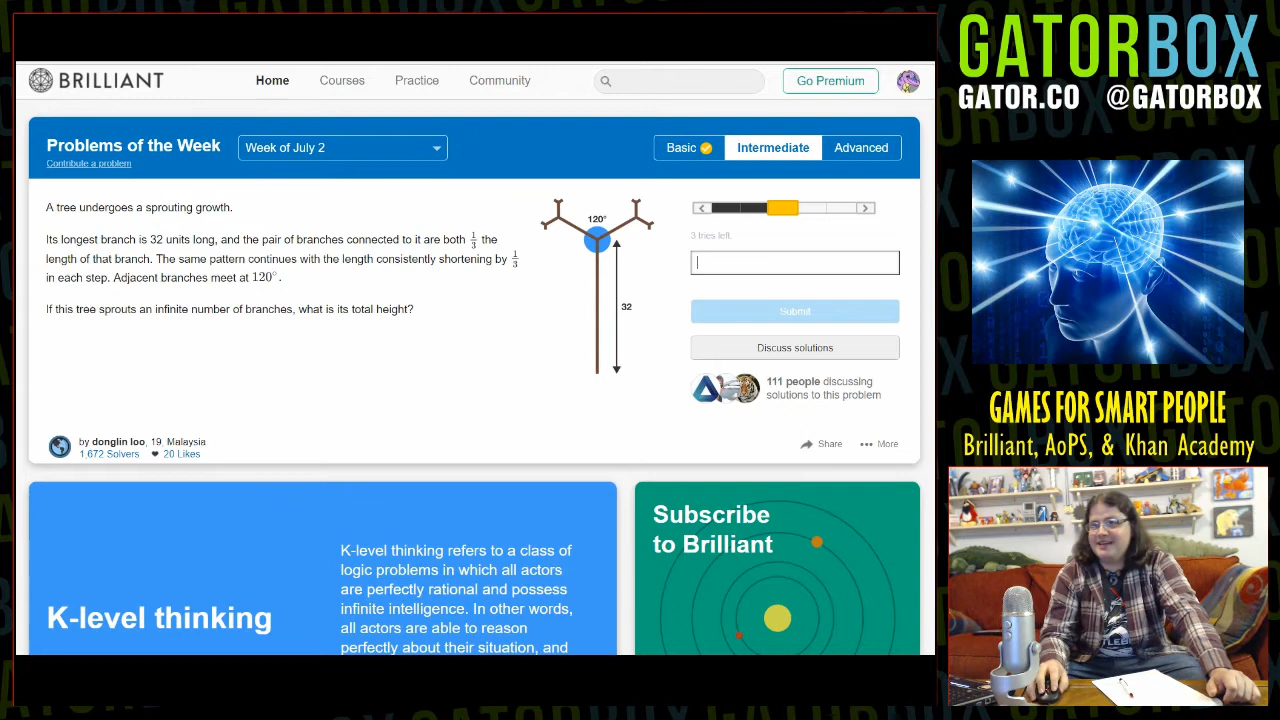 BRILLIANT
Home
Courses
Practice
Community
Go Premium
Problems of the Week
Contribute a problem
Week of July 2
Basic
Intermediate
Advanced
A tree undergoes a sprouting growth.
Its longest branch is 32 units long, and the pair of branches connected to it are both 1/3 the
length of that branch. The same pattern continues with the length consistently shortening by 1/3
in each step. Adjacent branches meet at 120°.
If this tree sprouts an infinite number of branches, what is its total height?
120°
32
3 tries left.
Submit
Discuss solutions
111 people discussing
solutions to this problem
by donglin loo, 19, Malaysia
1,672 Solvers
20 Likes
Share
More
K-level thinking
K-level thinking refers to a class
of logic problems in which all actors
are perfectly rational and possess
infinite intelligence. In other words,
all actors are able to reason
perfectly about their situation, and
Subscribe
to Brilliant
GATORBOX
GATOR.CO @GATORBOX
GAMES FOR SMART PEOPLE
Brilliant, AoPS, & Khan Academy